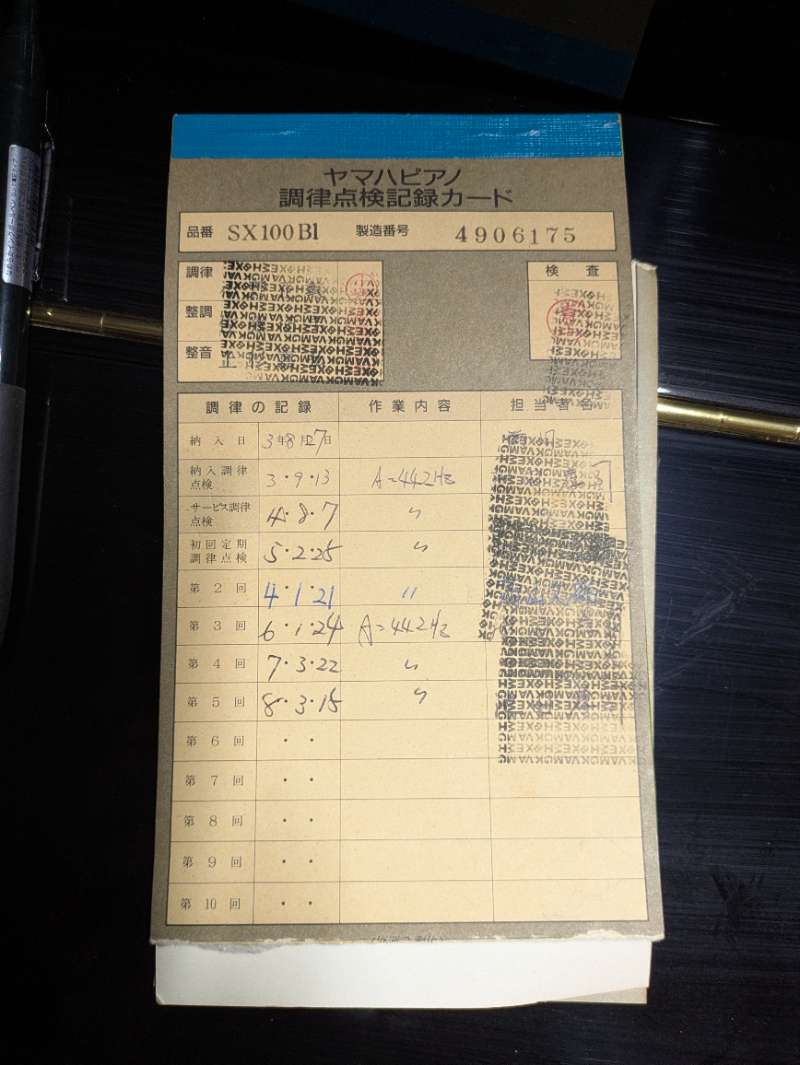 ヤマハピアノ
調律点検記録カード
品番 SX100Bl 製造番号 4906175
調律 検査
整調
整音
調律の記録 作業内容 担当者名
納入日 3年8月27日
納入調律点検 3・9・13 A=442Hz
サービス調律点検 4・8・7 〃
初回定期調律点検 5・2・25 〃
第2回 4・1・21 〃
第3回 6・1・24 A=442Hz
第4回 7・3・22 〃
第5回 8・3・15 〃
第6回 ・・
第7回 ・・
第8回 ・・
第9回 ・・
第10回 ・・